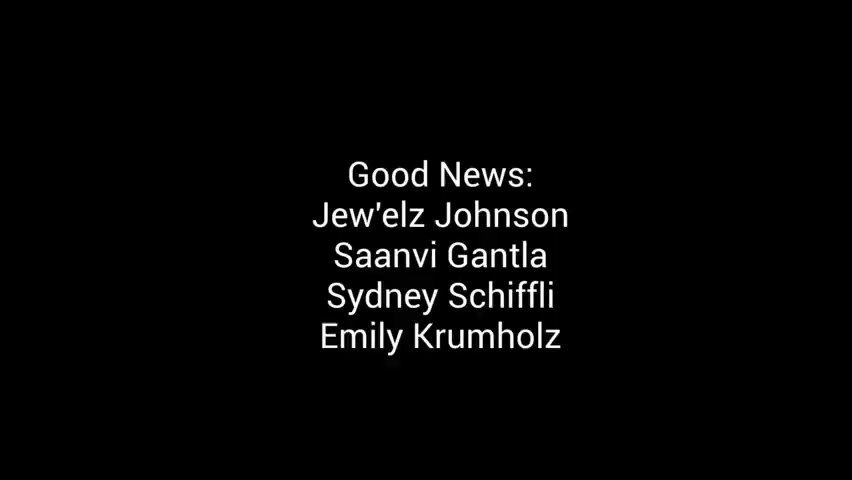 Good News:
Jew'elz Johnson
Saanvi Gantla
Sydney Schiffli
Emily Krumholz